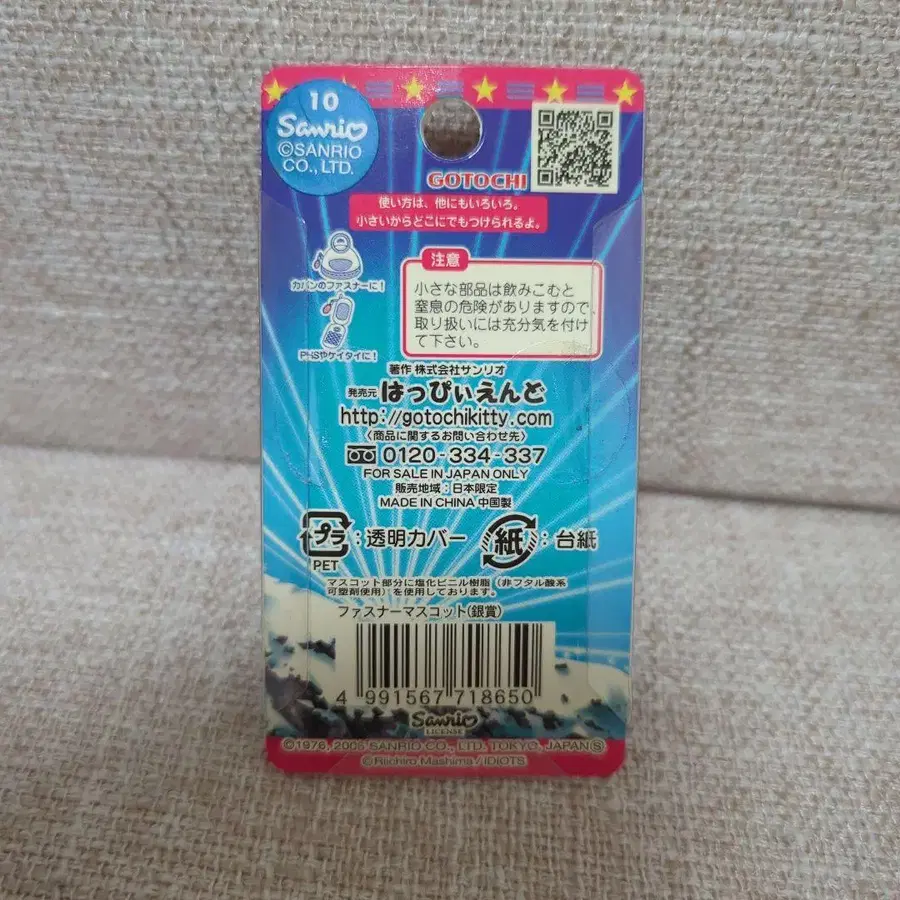 10
Sanrio
©SANRIO
CO., LTD.
GOTOCHI
使い方は、他にもいろいろ。
小さいからどこにでもつけられるよ。
カバンのファスナーに!
PHSやケイタイに!
注意
小さな部品は飲みこむと
窒息の危険がありますので、
取り扱いには充分気を付け
て下さい。
著作 株式会社サンリオ
発売元 はっぴぃえんど
http://gotochikitty.com
〈商品に関するお問い合わせ先〉
0120-334-337
FOR SALE IN JAPAN ONLY
販売地域:日本限定
MADE IN CHINA 中国製
プラ:透明カバー
PET
紙:台紙
マスコット部分に塩化ビニル樹脂(非フタル酸系
可塑剤使用)を使用しております。
ファスナーマスコット(銀賞)
4 991567 718650
Sanrio
LICENSE
©1976, 2006 SANRIO CO., LTD. TOKYO, JAPAN Ⓢ
©Riichiro Mashima/IDIOTS